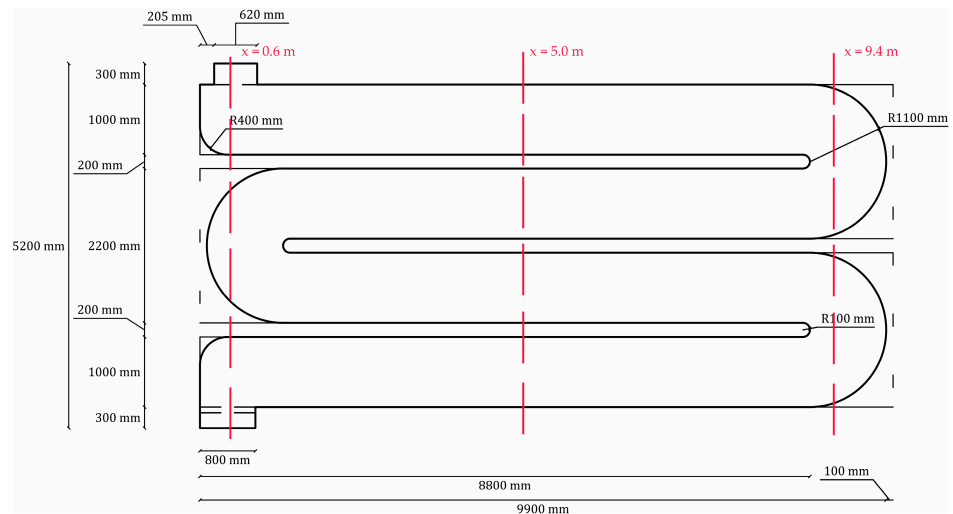 620 mm
205 mm
x = 0.6 m
x = 5.0 m
x = 9.4 m
300 mm
1000 mm
R400 mm
R1100 mm
200 mm
5200 mm
2200 mm
200 mm
R100 mm
1000 mm
300 mm
800 mm
100 mm
8800 mm
9900 mm